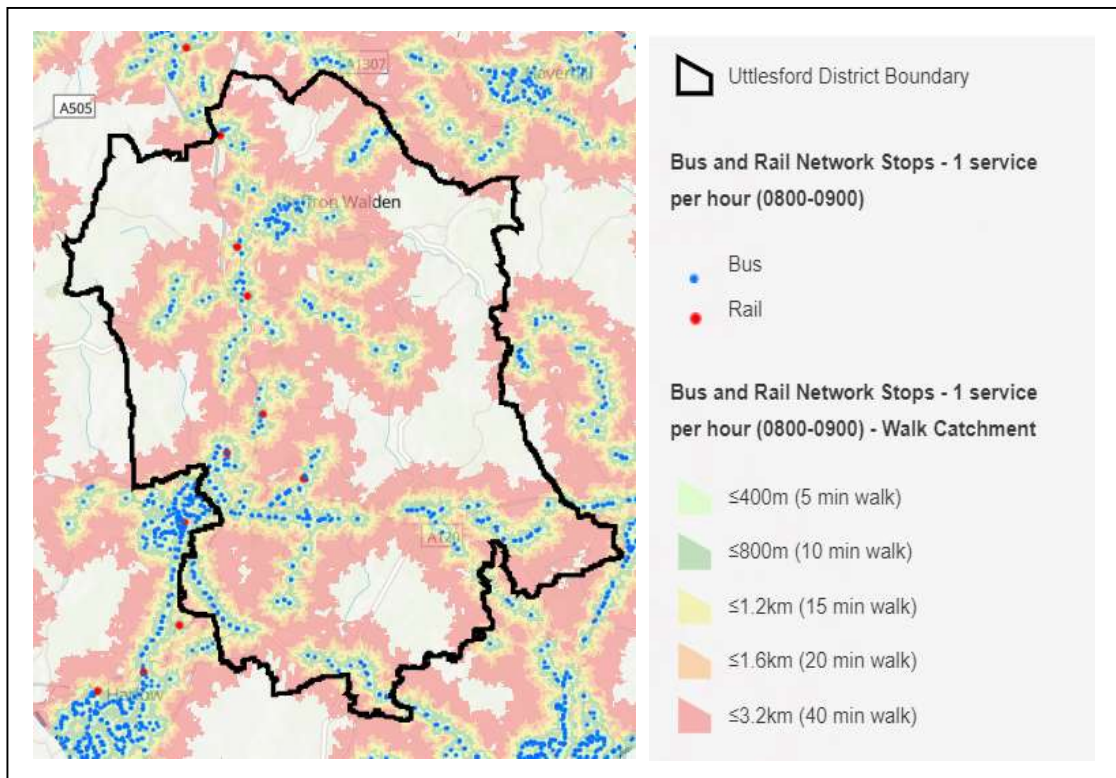 A1307
A505
Uttlesford District Boundary
Bus and Rail Network Stops - 1 service
per hour (0800-0900)
Bus
Rail
Bus and Rail Network Stops - 1 service
per hour (0800-0900) - Walk Catchment
≤400m (5 min walk)
≤800m (10 min walk)
≤1.2km (15 min walk)
≤1.6km (20 min walk)
≤3.2km (40 min walk)
Walden
A120
Harlow